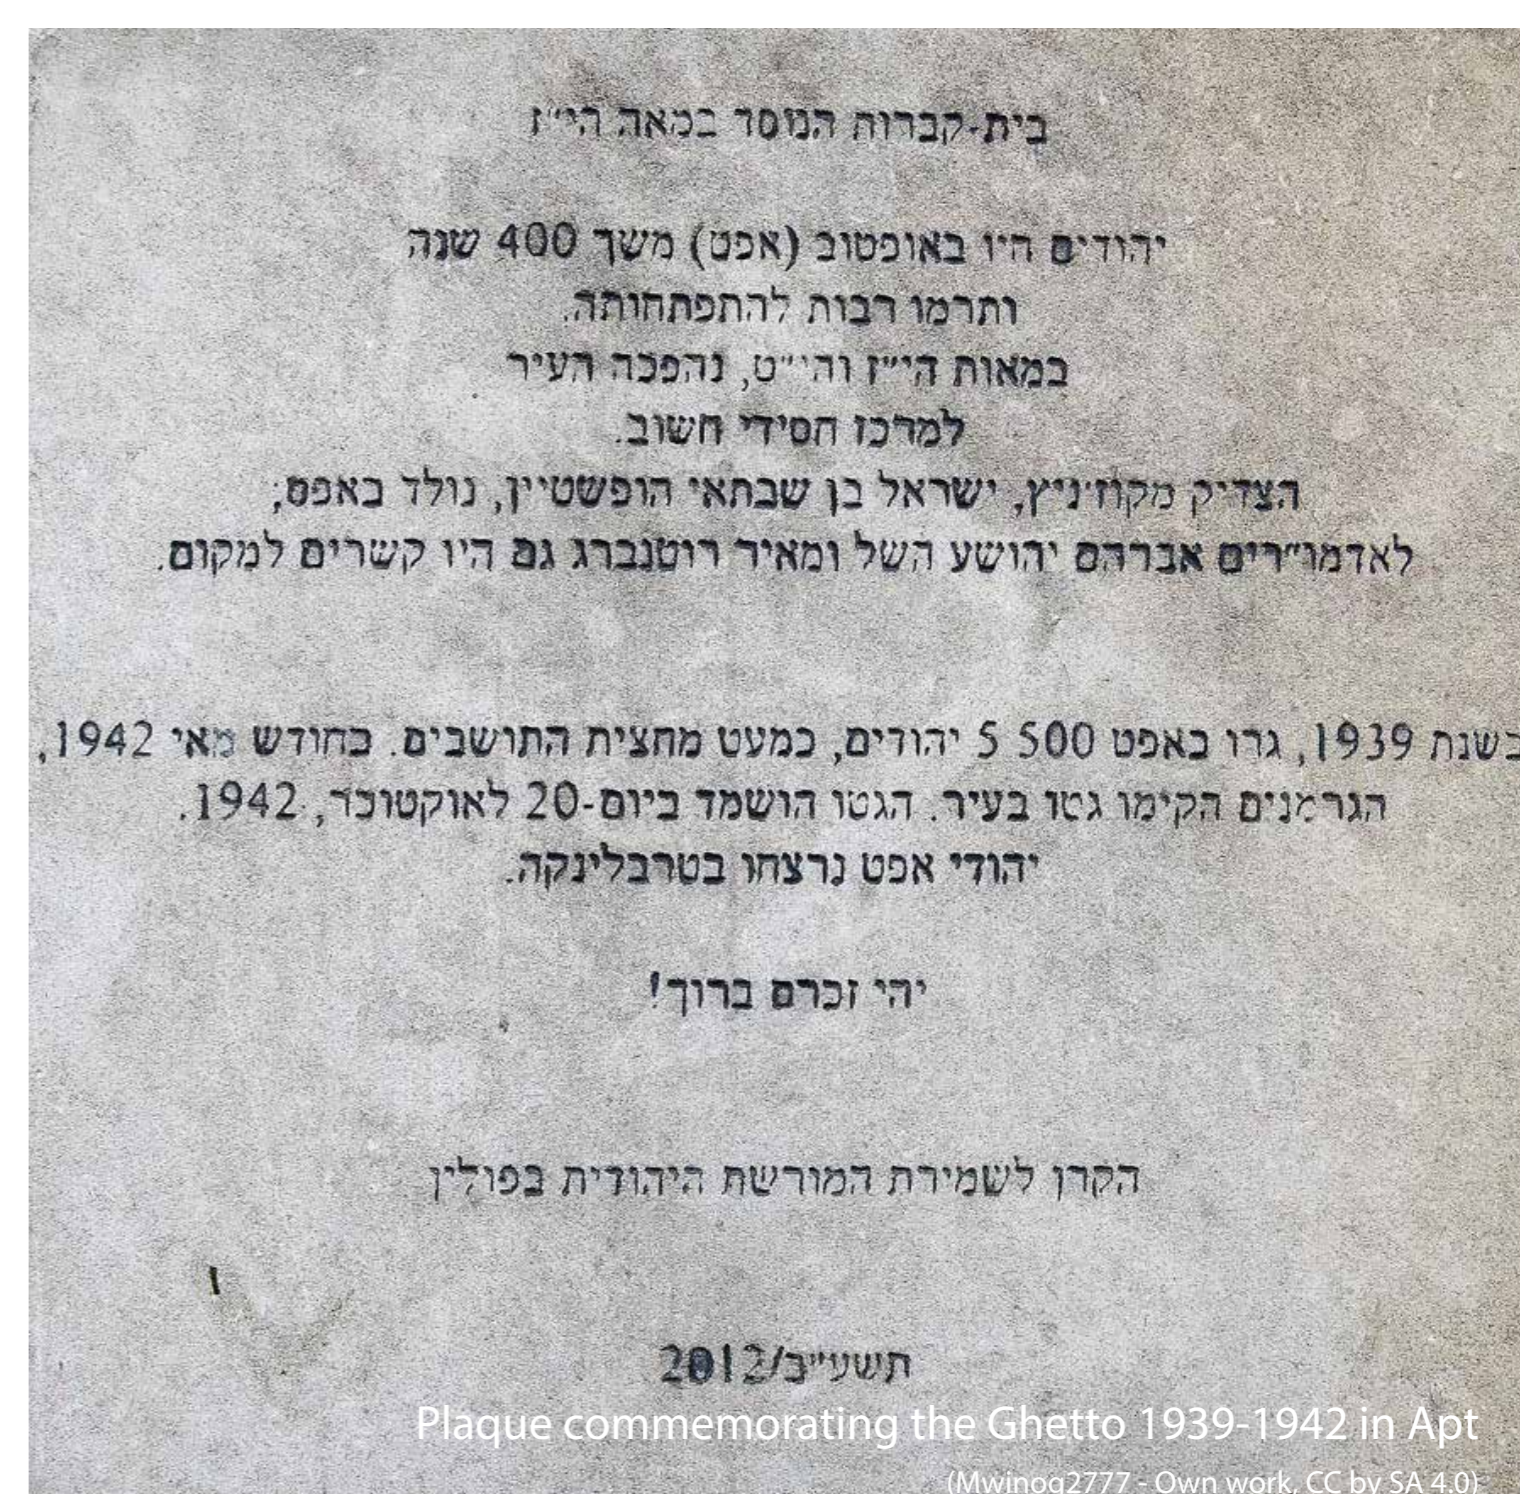 בית-קברות הנוסד במאה הי״ז
יהודים היו באופטוב (אפט) משך 400 שנה
ותרמו רבות להתפתחותה.
במאות הי״ז והי״ט, נהפכה העיר
למרכז חסידי חשוב.
הצדיק מקוז'ניץ, ישראל בן שבתאי הופשטיין, נולד באפט;
לאדמו״רים אברהם יהושע השל ומאיר רוטנברג גם היו קשרים למקום.
בשנת 1939, גרו באפט 5 500 יהודים, כמעט מחצית התושבים. בחודש מאי 1942,
הגרמנים הקימו גטו בעיר. הגטו הושמד ביום-20 לאוקטובר, 1942.
יהודי אפט נרצחו בטרבלינקה.
יהי זכרם ברוך!
הקרן לשמירת המורשת היהודית בפולין
תשע״ב/2012
Plaque commemorating the Ghetto 1939-1942 in Apt
(Mwinog2777 - Own work, CC by SA 4.0)